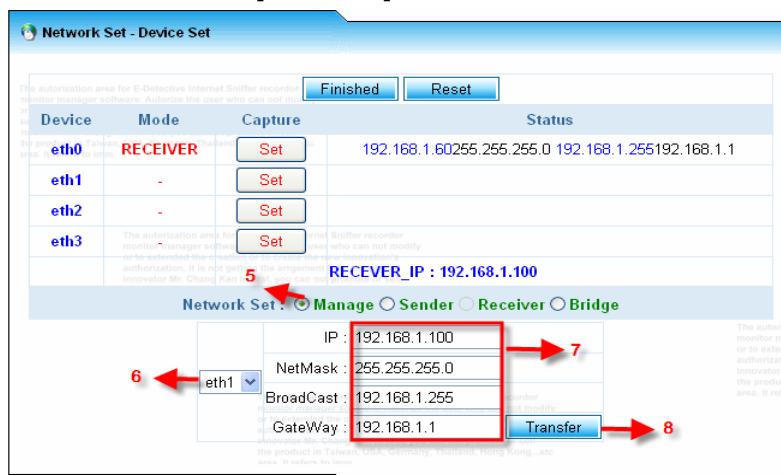 Network Set - Device Set
Finished Reset
Device Mode Capture Status
eth0 RECEIVER Set 192.168.1.60255.255.255.0 192.168.1.255192.168.1.1
eth1 - Set
eth2 - Set
eth3 - Set
RECEVER_IP : 192.168.1.100
5
Network Set : Manage Sender Receiver Bridge
IP : 192.168.1.100
7
NetMask : 255.255.255.0
6
eth1
BroadCast : 192.168.1.255
GateWay : 192.168.1.1
Transfer
8